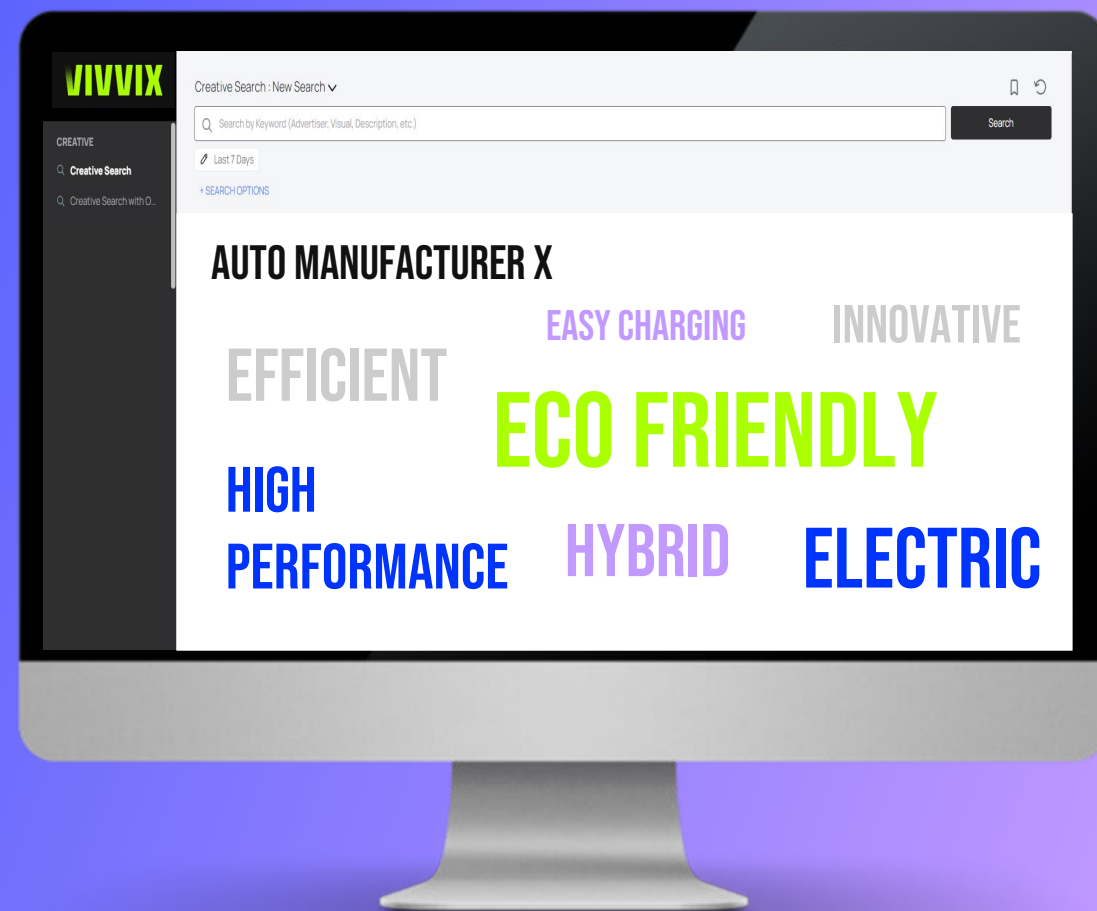 VIVVIX
Creative Search : New Search
Search by Keyword (Advertiser, Visual, Description, etc.)
Search
CREATIVE
Last 7 Days
Creative Search
+ SEARCH OPTIONS
Creative Search with O...
AUTO MANUFACTURER X
EASY CHARGING
INNOVATIVE
EFFICIENT
ECO FRIENDLY
HIGH
PERFORMANCE
HYBRID
ELECTRIC